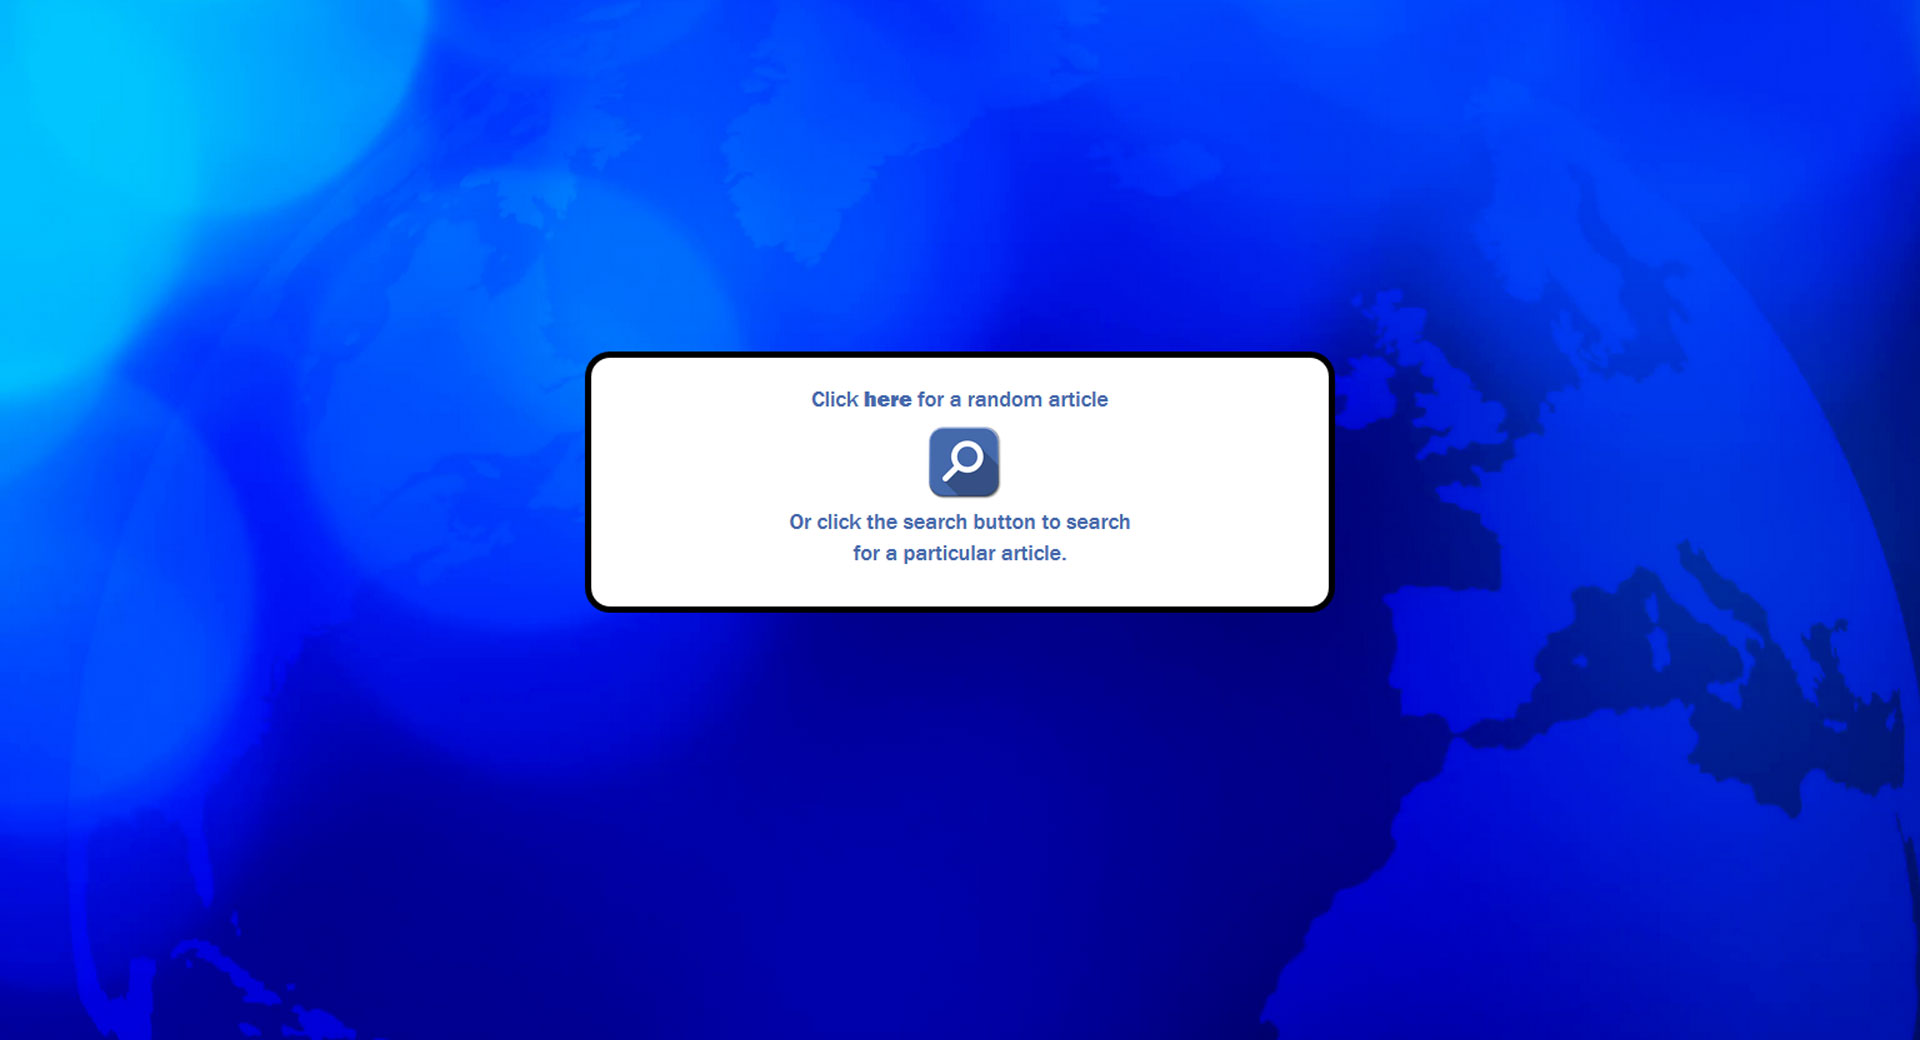 Click here for a random article
Or click the search button to search
for a particular article.